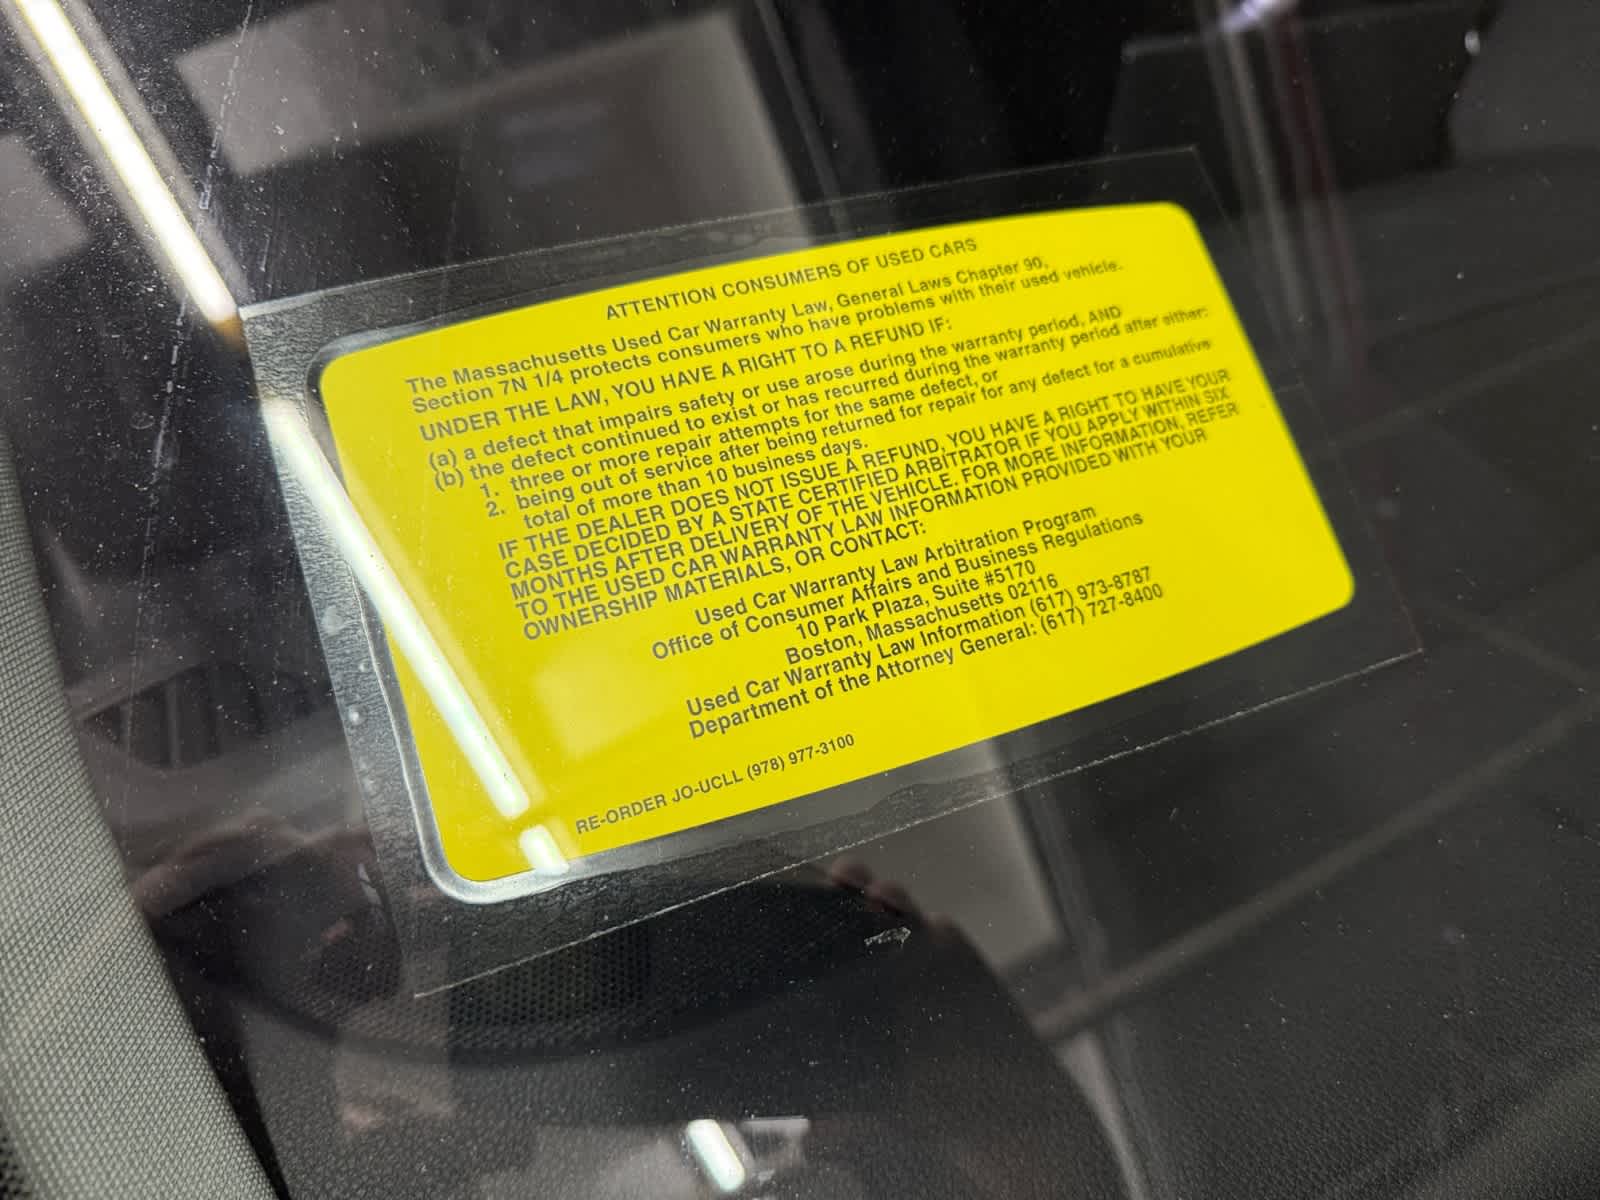 ATTENTION CONSUMERS OF USED CARS
The Massachusetts Used Car Warranty Law, General Laws Chapter 90,
Section 7N 1/4 protects consumers who have problems with their used vehicle.
UNDER THE LAW, YOU HAVE A RIGHT TO A REFUND IF:
(a) a defect that impairs safety or use arose during the warranty period, AND
(b) the defect continued to exist or has recurred during the warranty period after either:
1. three or more repair attempts for the same defect, or
2. being out of service after being returned for repair for any defect for a cumulative
total of more than 10 business days.
IF THE DEALER DOES NOT ISSUE A REFUND, YOU HAVE A RIGHT TO HAVE YOUR
CASE DECIDED BY A STATE CERTIFIED ARBITRATOR IF YOU APPLY WITHIN SIX
MONTHS AFTER DELIVERY OF THE VEHICLE. FOR MORE INFORMATION, REFER
TO THE USED CAR WARRANTY LAW INFORMATION PROVIDED WITH YOUR
OWNERSHIP MATERIALS, OR CONTACT:
Used Car Warranty Law Arbitration Program
Office of Consumer Affairs and Business Regulations
10 Park Plaza, Suite #5170
Boston, Massachusetts 02116
Used Car Warranty Law Information (617) 973-8787
Department of the Attorney General: (617) 727-8400
RE-ORDER JO-UCLL (978) 977-3100